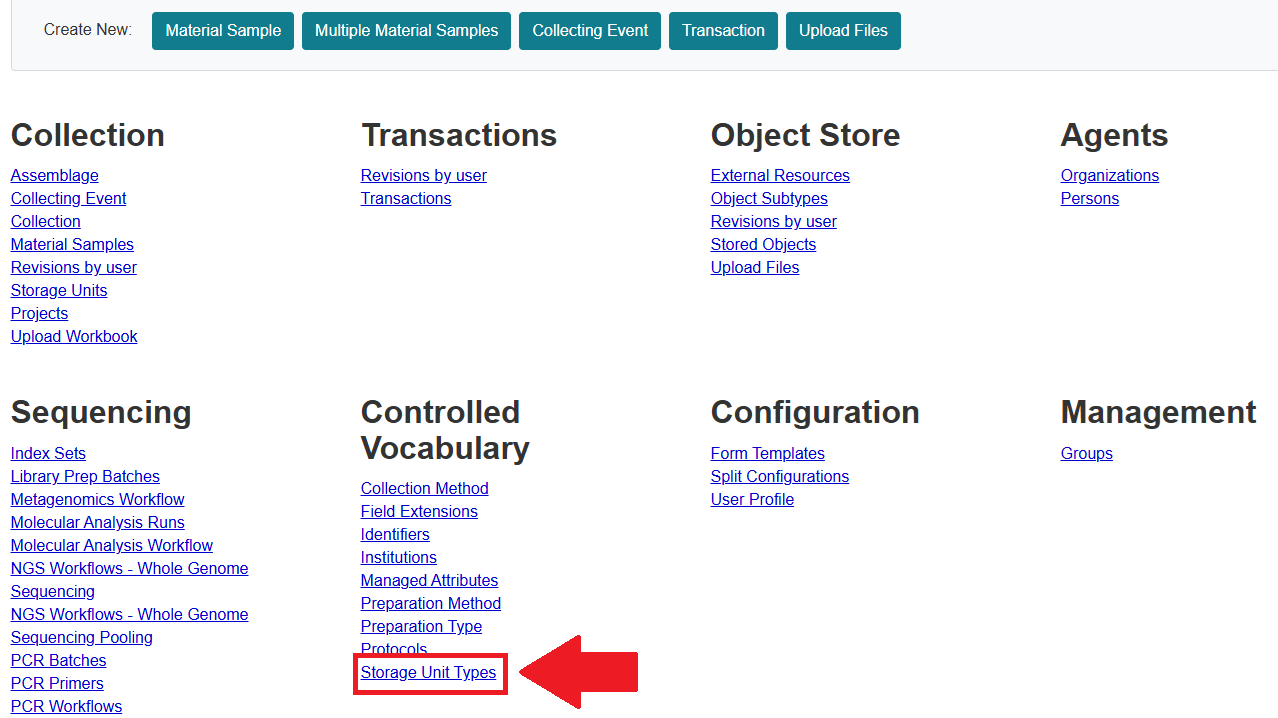 Create New: Material Sample Multiple Material Samples Collecting Event Transaction Upload Files
Collection
Assemblage
Collecting Event
Collection
Material Samples
Revisions by user
Storage Units
Projects
Upload Workbook
Transactions
Revisions by user
Transactions
Object Store
External Resources
Object Subtypes
Revisions by user
Stored Objects
Upload Files
Agents
Organizations
Persons
Sequencing
Index Sets
Library Prep Batches
Metagenomics Workflow
Molecular Analysis Runs
Molecular Analysis Workflow
NGS Workflows - Whole Genome
Sequencing
NGS Workflows - Whole Genome
Sequencing Pooling
PCR Batches
PCR Primers
PCR Workflows
Controlled
Vocabulary
Collection Method
Field Extensions
Identifiers
Institutions
Managed Attributes
Preparation Method
Preparation Type
Protocols
Storage Unit Types
Configuration
Form Templates
Split Configurations
User Profile
Management
Groups